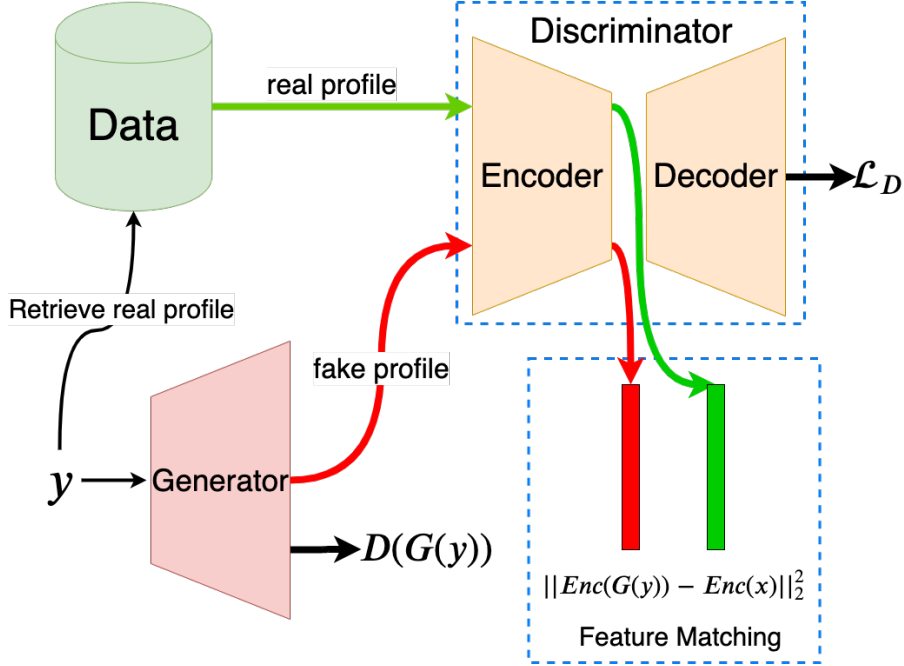 Discriminator
real profile
Data
Encoder
Decoder
ℒ_D
Retrieve real profile
fake profile
y
Generator
D(G(y))
||Enc(G(y)) − Enc(x)||₂²
Feature Matching